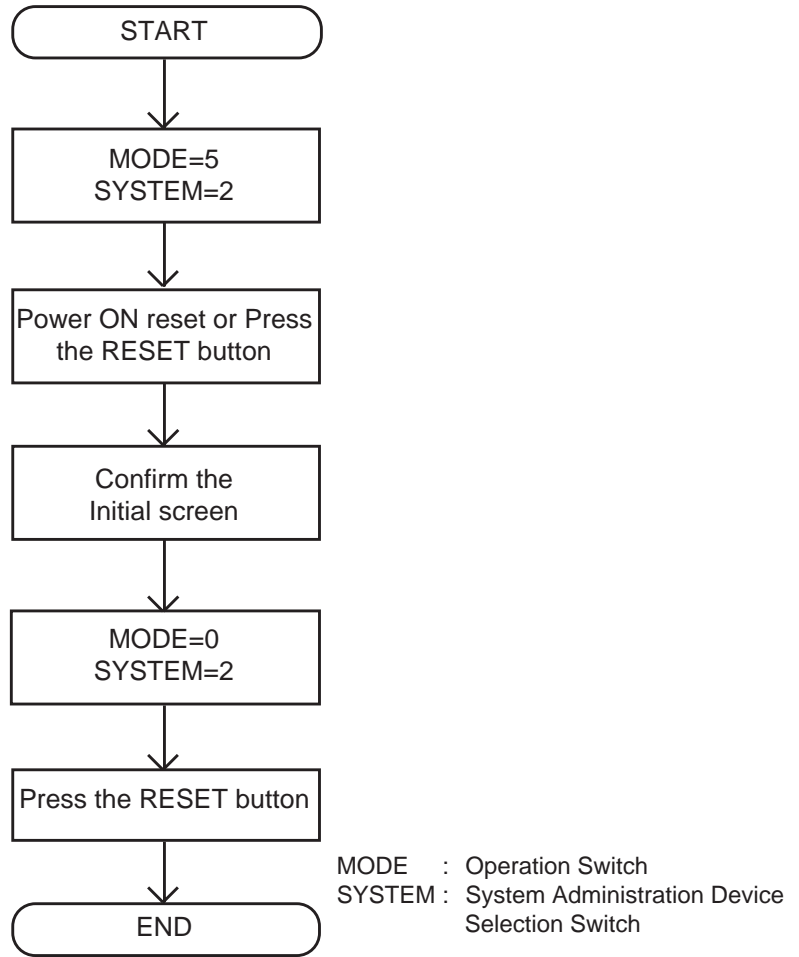 START
MODE=5
SYSTEM=2
Power ON reset or Press
the RESET button
Confirm the
Initial screen
MODE=0
SYSTEM=2
Press the RESET button
END
MODE : Operation Switch
SYSTEM : System Administration Device
Selection Switch